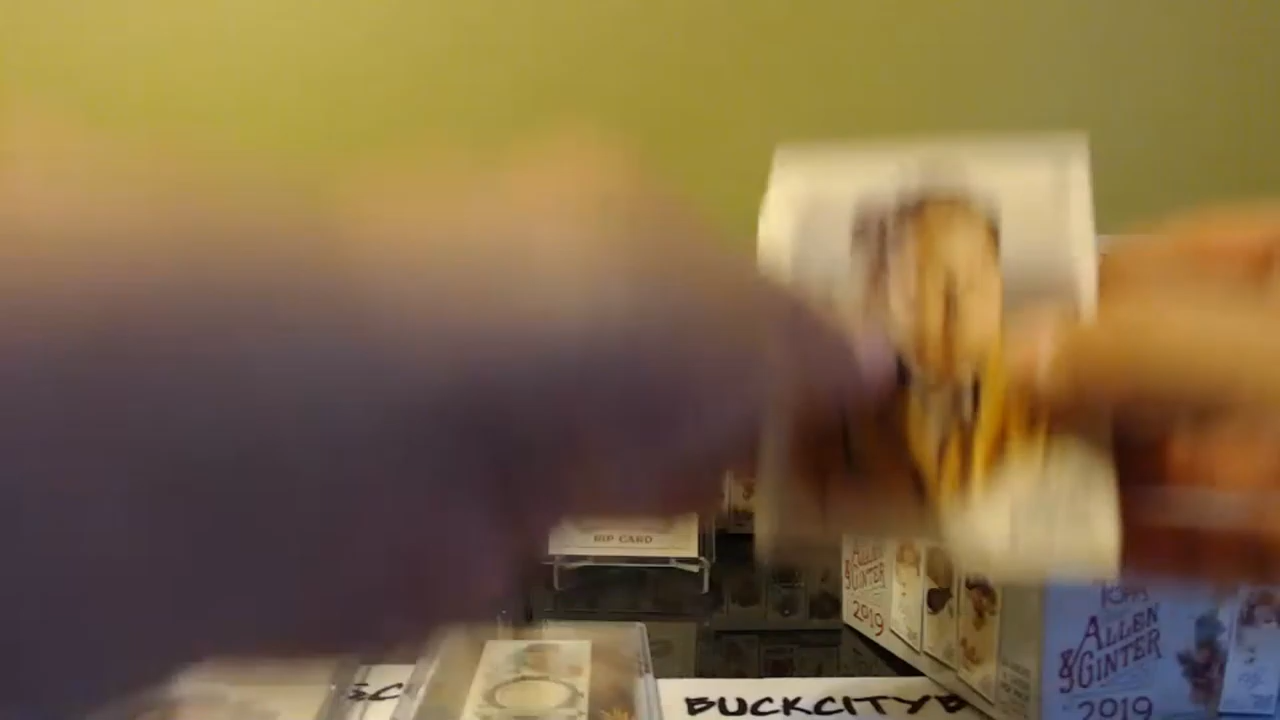 RIP CARD
ALLEN
& GINTER
2019
TOPPS
ALLEN
& GINTER
2019
BUCKCITYB